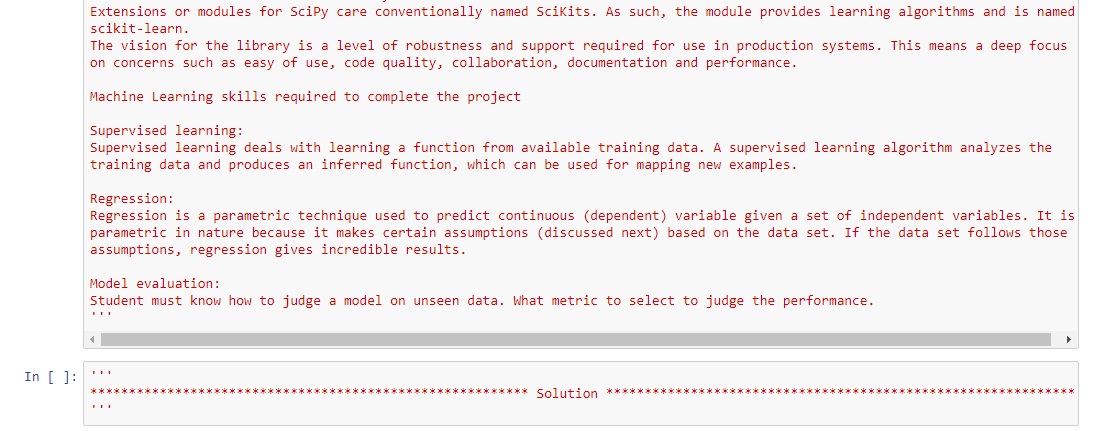 Extensions or modules for SciPy care conventionally named SciKits. As such, the module provides learning algorithms and is named
scikit-learn.
The vision for the library is a level of robustness and support required for use in production systems. This means a deep focus
on concerns such as easy of use, code quality, collaboration, documentation and performance.
Machine Learning skills required to complete the project
Supervised learning:
Supervised learning deals with learning a function from available training data. A supervised learning algorithm analyzes the
training data and produces an inferred function, which can be used for mapping new examples.
Regression:
Regression is a parametric technique used to predict continuous (dependent) variable given a set of independent variables. It is
parametric in nature because it makes certain assumptions (discussed next) based on the data set. If the data set follows those
assumptions, regression gives incredible results.
Model evaluation:
Student must know how to judge a model on unseen data. What metric to select to judge the performance.
'''
In [ ]: '''
********************************************************* Solution *************************************************************
'''